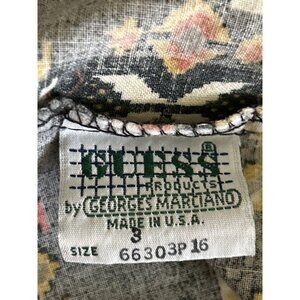 GUESS®
PRODUCTS
by GEORGES MARCIANO
MADE IN U.S.A.
3
SIZE 66303P 16